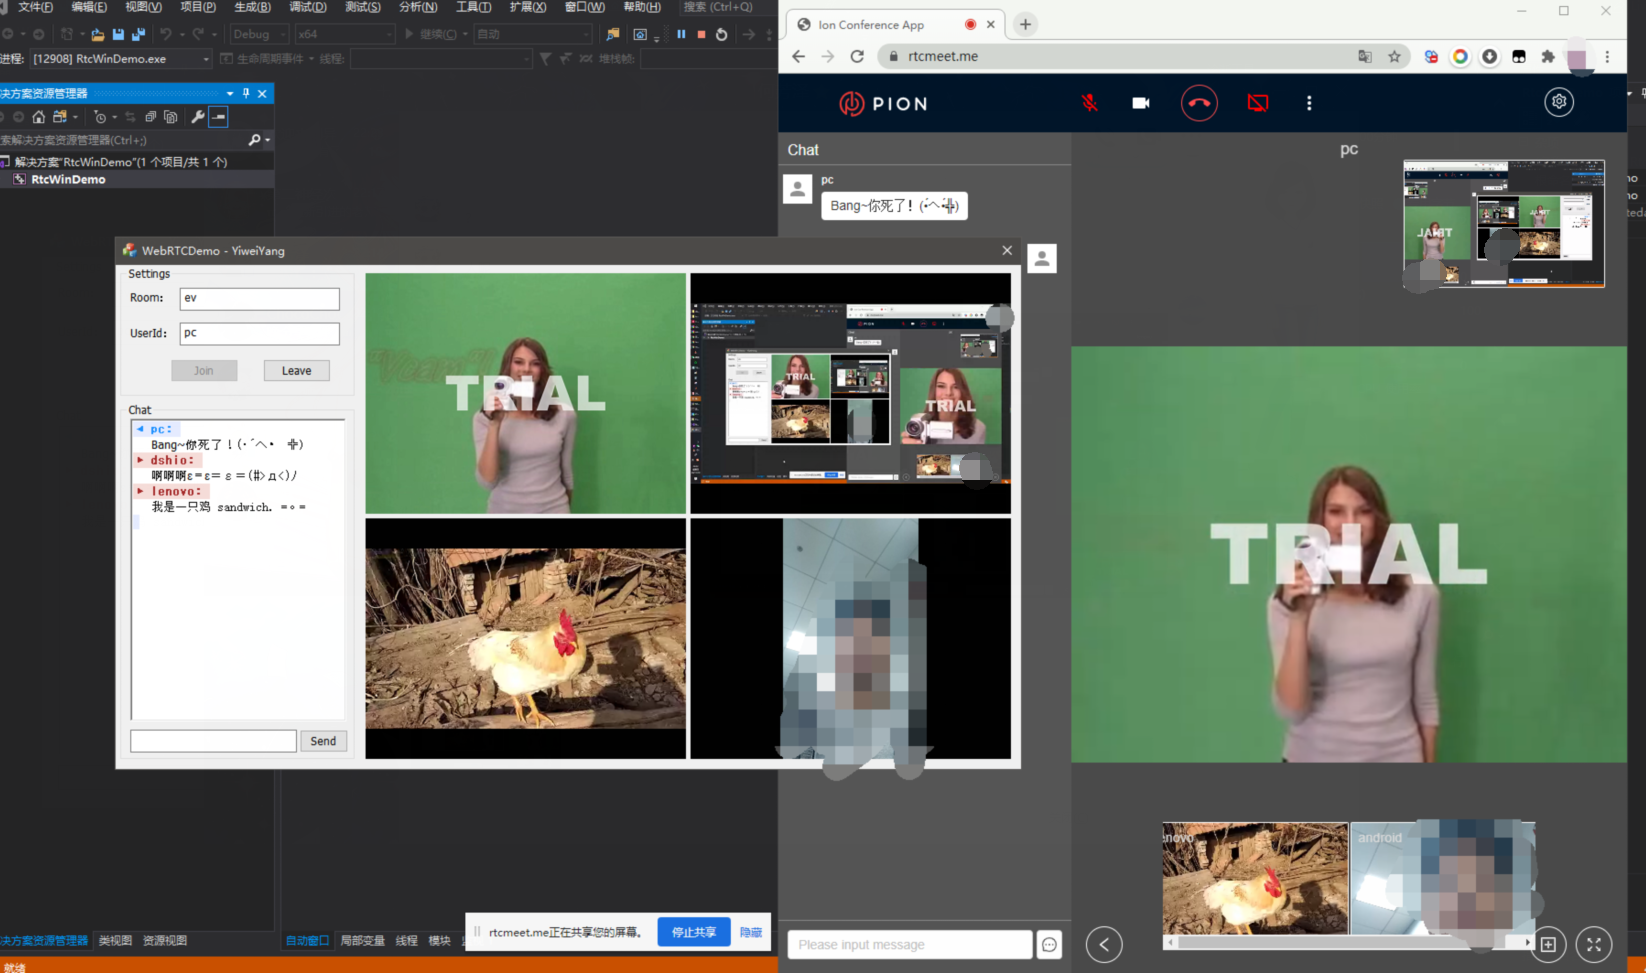 文件(F) 编辑(E) 视图(V) 项目(P) 生成(B) 调试(D) 测试(S) 分析(N) 工具(T) 扩展(X) 窗口(W) 帮助(H) 搜索 (Ctrl+Q)
Debug x64 继续(C) 自动
进程: [12908] RtcWinDemo.exe 生命周期事件 线程: 堆栈帧:
决方案资源管理器
索解决方案资源管理器(Ctrl+;)
解决方案"RtcWinDemo"(1 个项目/共 1 个)
RtcWinDemo
WebRTCDemo - YiweiYang
Settings
Room: ev
UserId: pc
Join Leave
Chat
pc:
Bang~你死了！(·´へ·　╬)
dshio:
啊啊啊ε=ε＝ε＝(#>д<)ﾉ
lenovo:
我是一只鸡 sandwich. =。=
Send
TRIAL
TRIAL
TRIAL
Ion Conference App
rtcmeet.me
PION
Chat
pc
Bang~你死了！(·́へ·́╬)
pc
TRIAL
TRIAL
novo
android
Please input message
rtcmeet.me正在共享您的屏幕。 停止共享 隐藏
决方案资源管理器 类视图 资源视图
自动窗口 局部变量 线程 模块
就绪